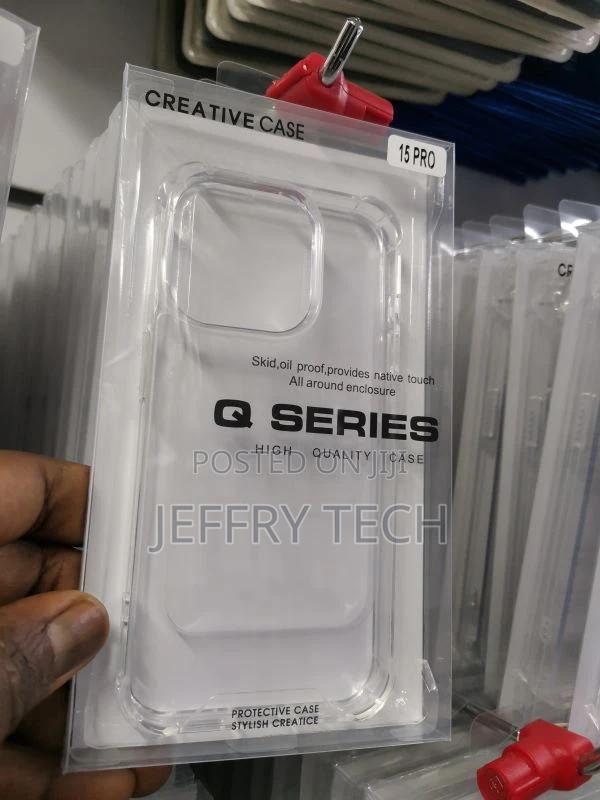 CREATIVE CASE
15 PRO
Skid,oil proof,provides native touch
All around enclosure
Q SERIES
HIGH QUALITY CASE
POSTED ON JIJI
JEFFRY TECH
PROTECTIVE CASE
STYLISH CREATICE